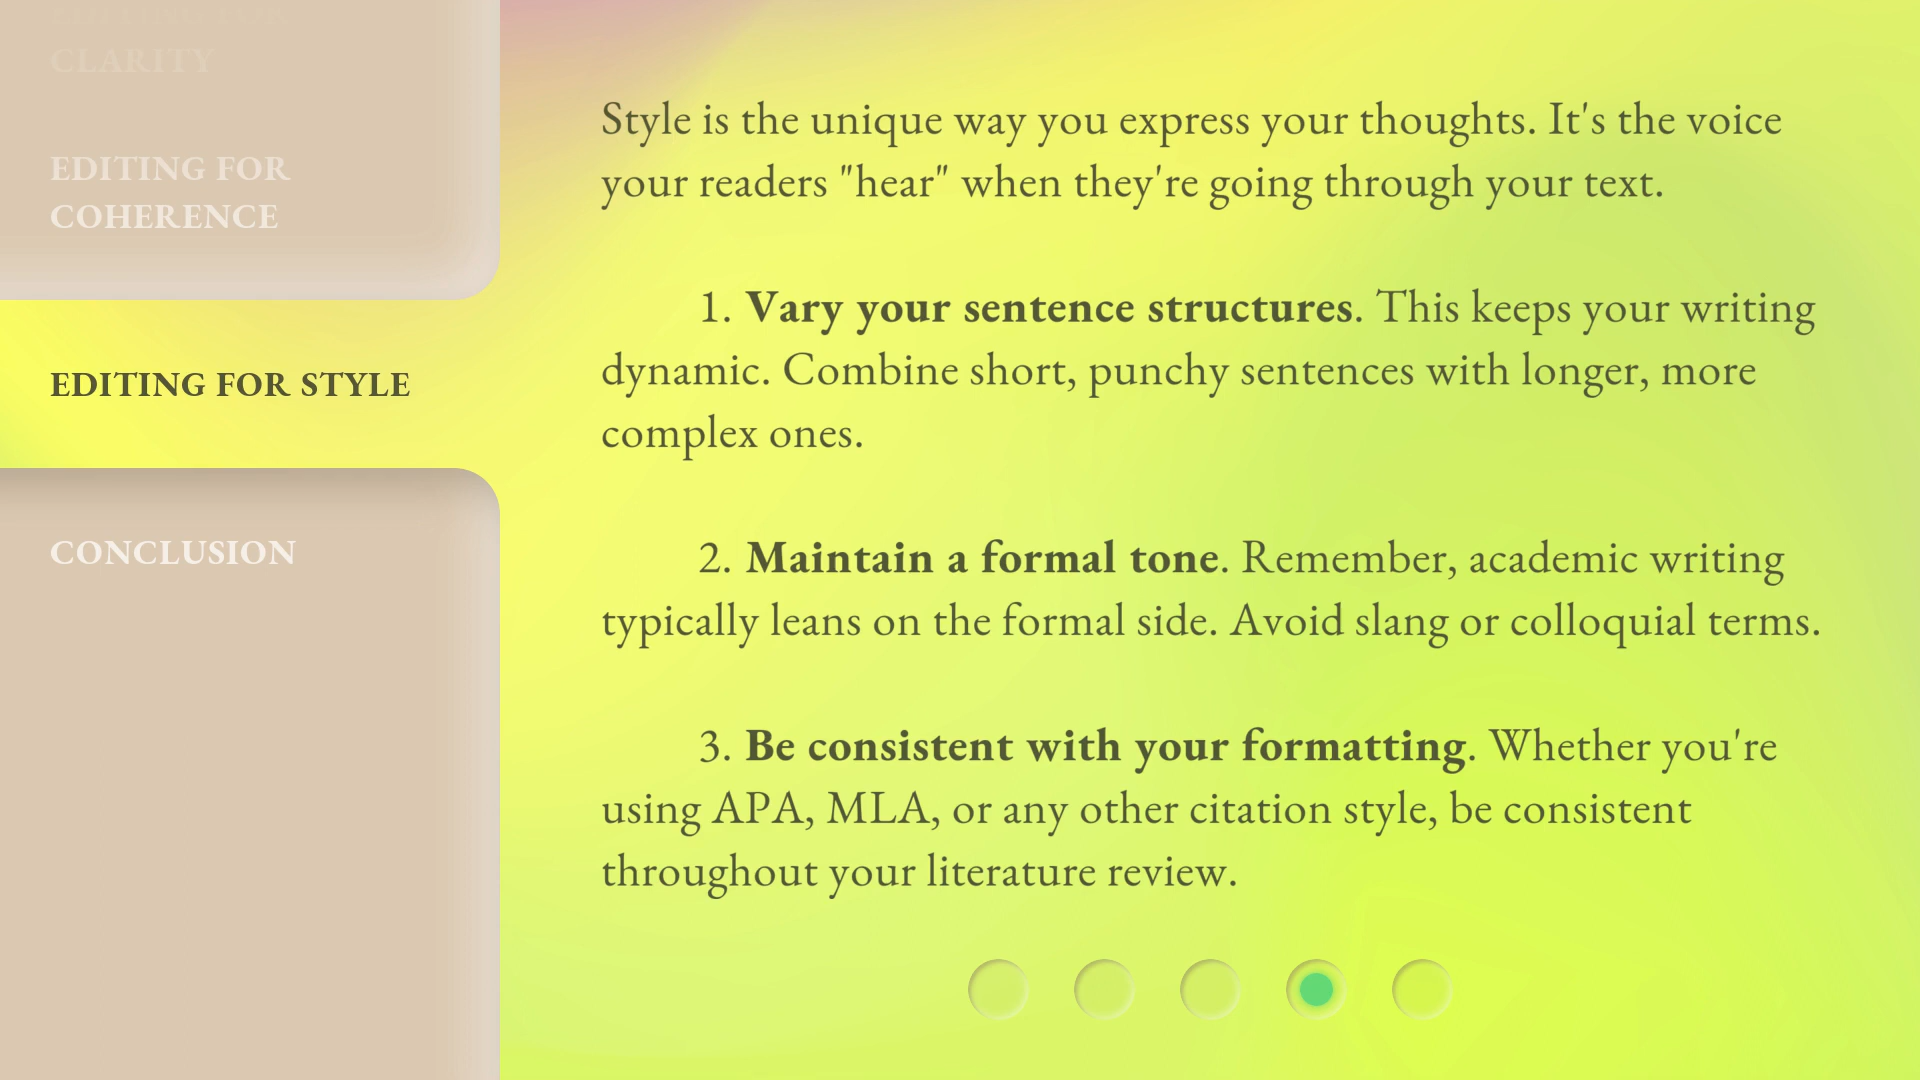 CLARITY
EDITING FOR
COHERENCE
EDITING FOR STYLE
CONCLUSION
Style is the unique way you express your thoughts. It's the voice
your readers "hear" when they're going through your text.
1. Vary your sentence structures. This keeps your writing
dynamic. Combine short, punchy sentences with longer, more
complex ones.
2. Maintain a formal tone. Remember, academic writing
typically leans on the formal side. Avoid slang or colloquial terms.
3. Be consistent with your formatting. Whether you're
using APA, MLA, or any other citation style, be consistent
throughout your literature review.